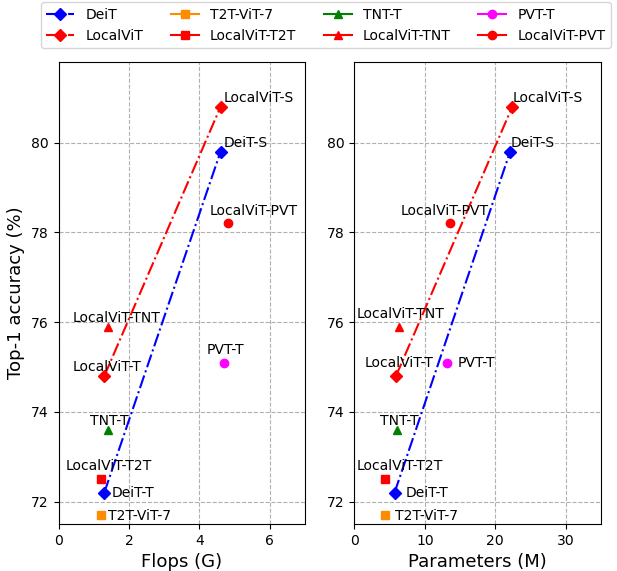 DeiT T2T-ViT-7 TNT-T PVT-T
LocalViT LocalViT-T2T LocalViT-TNT LocalViT-PVT
Top-1 accuracy (%)
80
78
76
74
72
LocalViT-S
DeiT-S
LocalViT-PVT
LocalViT-TNT
PVT-T
LocalViT-T
TNT-T
LocalViT-T2T
DeiT-T
T2T-ViT-7
0 2 4 6
Flops (G)
80
78
76
74
72
LocalViT-S
DeiT-S
LocalViT-PVT
LocalViT-TNT
LocalViT-T PVT-T
TNT-T
LocalViT-T2T
DeiT-T
T2T-ViT-7
0 10 20 30
Parameters (M)